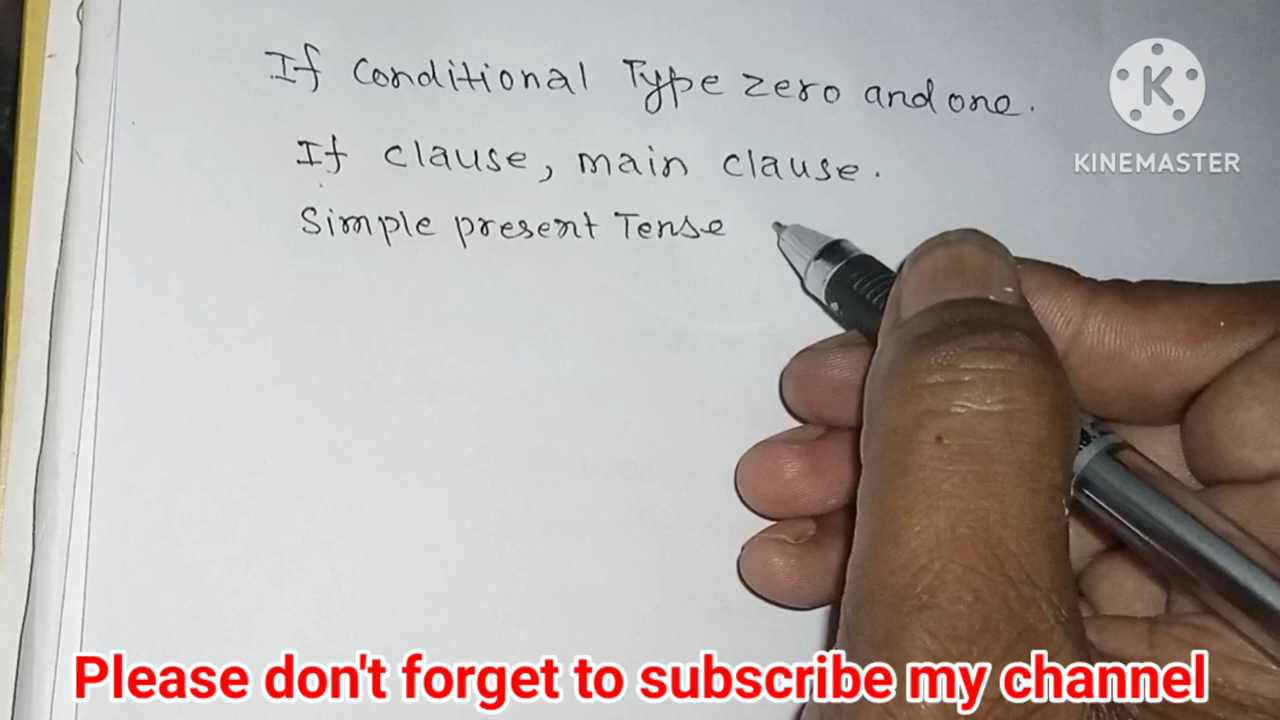 If Conditional Type zero and one.
If clause, main clause.
Simple present Tense
K
KINEMASTER
Please don't forget to subscribe my channel